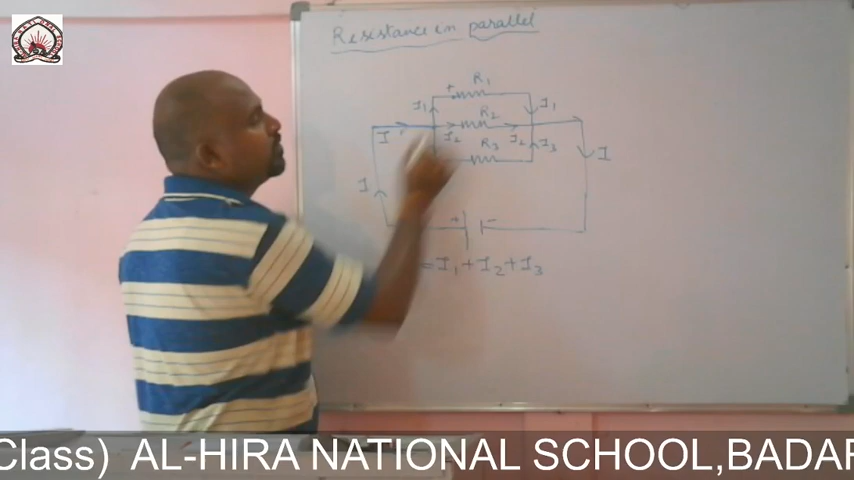 Resistance in parallel
+ R₁
I₁ I₁
R₂
I I₂ I₂ I₃
R₃ I
I
+ -
=I₁+I₂+I₃
Class) AL-HIRA NATIONAL SCHOOL,BADAR